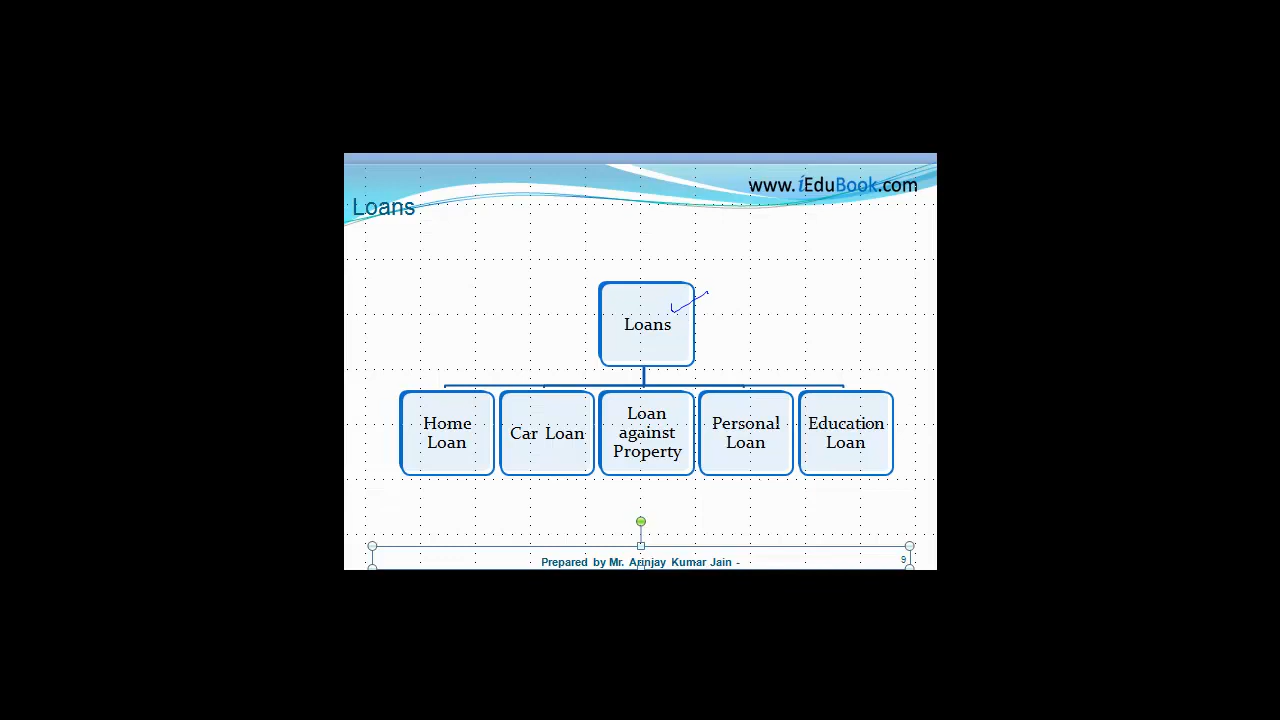 www.iEduBook.com
Loans
Loans
Home
Loan
Car Loan
Loan
against
Property
Personal
Loan
Education
Loan
Prepared by Mr. Arinjay Kumar Jain -
9